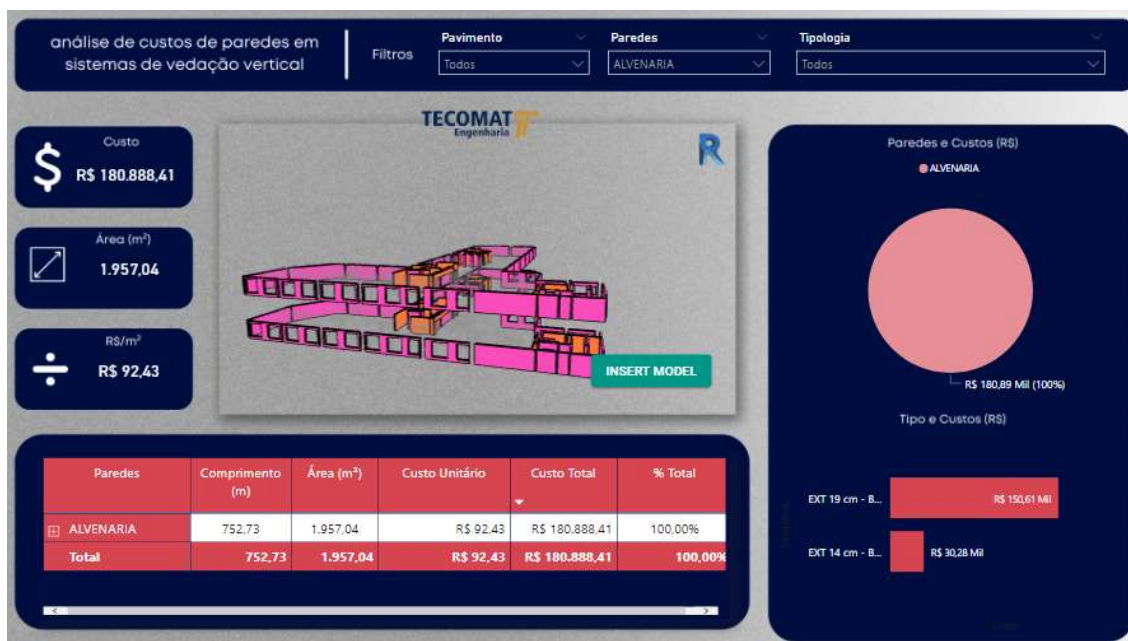 análise de custos de paredes em
sistemas de vedação vertical
Filtros
Pavimento
Todos
Paredes
ALVENARIA
Tipologia
Todos
Custo
R$ 180.888,41
Área (m²)
1.957,04
R$/m²
R$ 92,43
TECOMAT
Engenharia
R
INSERT MODEL
Paredes e Custos (R$)
ALVENARIA
R$ 180,89 Mil (100%)
Tipo e Custos (R$)
EXT 19 cm - B...
R$ 150,61 Mil
EXT 14 cm - B...
R$ 30,28 Mil
Paredes Comprimento (m) Área (m²) Custo Unitário Custo Total % Total
ALVENARIA 752,73 1.957,04 R$ 92,43 R$ 180.888,41 100,00%
Total 752,73 1.957,04 R$ 92,43 R$ 180.888,41 100,00%